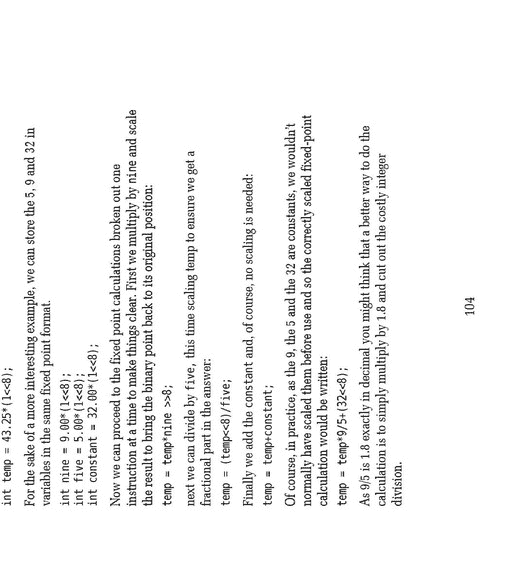 int temp = 43.25*(1<<8);
For the sake of a more interesting example, we can store the 5, 9 and 32 in
variables in the same fixed point format.
int nine = 9.00*(1<<8);
int five = 5.00*(1<<8);
int constant = 32.00*(1<<8);
Now we can proceed to the fixed point calculations broken out one
instruction at a time to make things clear. First we multiply by nine and scale
the result to bring the binary point back to its original position:
temp = temp*nine >>8;
next we can divide by five, this time scaling temp to ensure we get a
fractional part in the answer:
temp = (temp<<8)/five;
Finally we add the constant and, of course, no scaling is needed:
temp = temp+constant;
Of course, in practice, as the 9, the 5 and the 32 are constants, we wouldn't
normally have scaled them before use and so the correctly scaled fixed-point
calculation would be written:
temp = temp*9/5+(32<<8);
As 9/5 is 1.8 exactly in decimal you might think that a better way to do the
calculation is to simply multiply by 1.8 and cut out the costly integer
division.
104